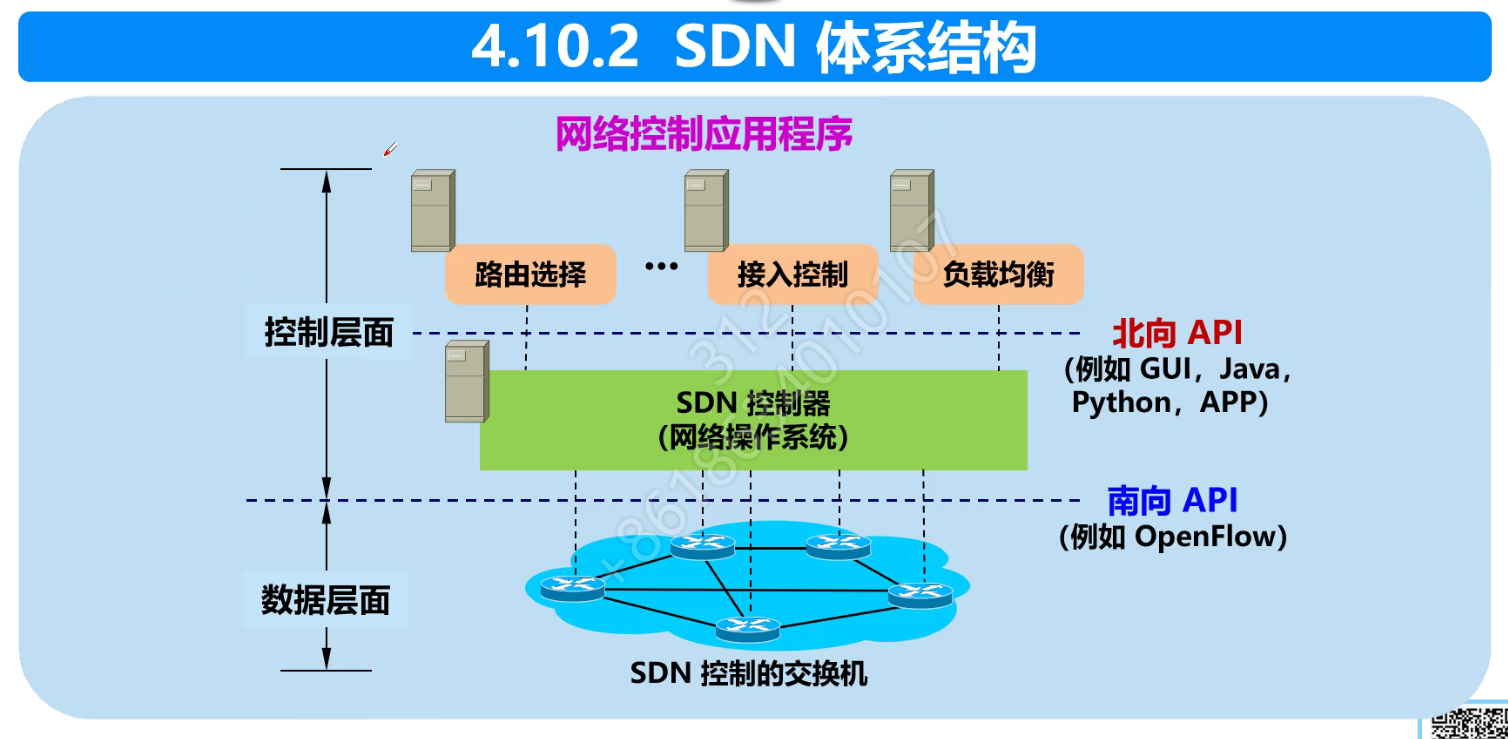 4.10.2 SDN 体系结构
网络控制应用程序
路由选择 ••• 接入控制 负载均衡
控制层面
北向 API
（例如 GUI，Java，
Python，APP）
SDN 控制器
（网络操作系统）
南向 API
（例如 OpenFlow）
数据层面
SDN 控制的交换机
312